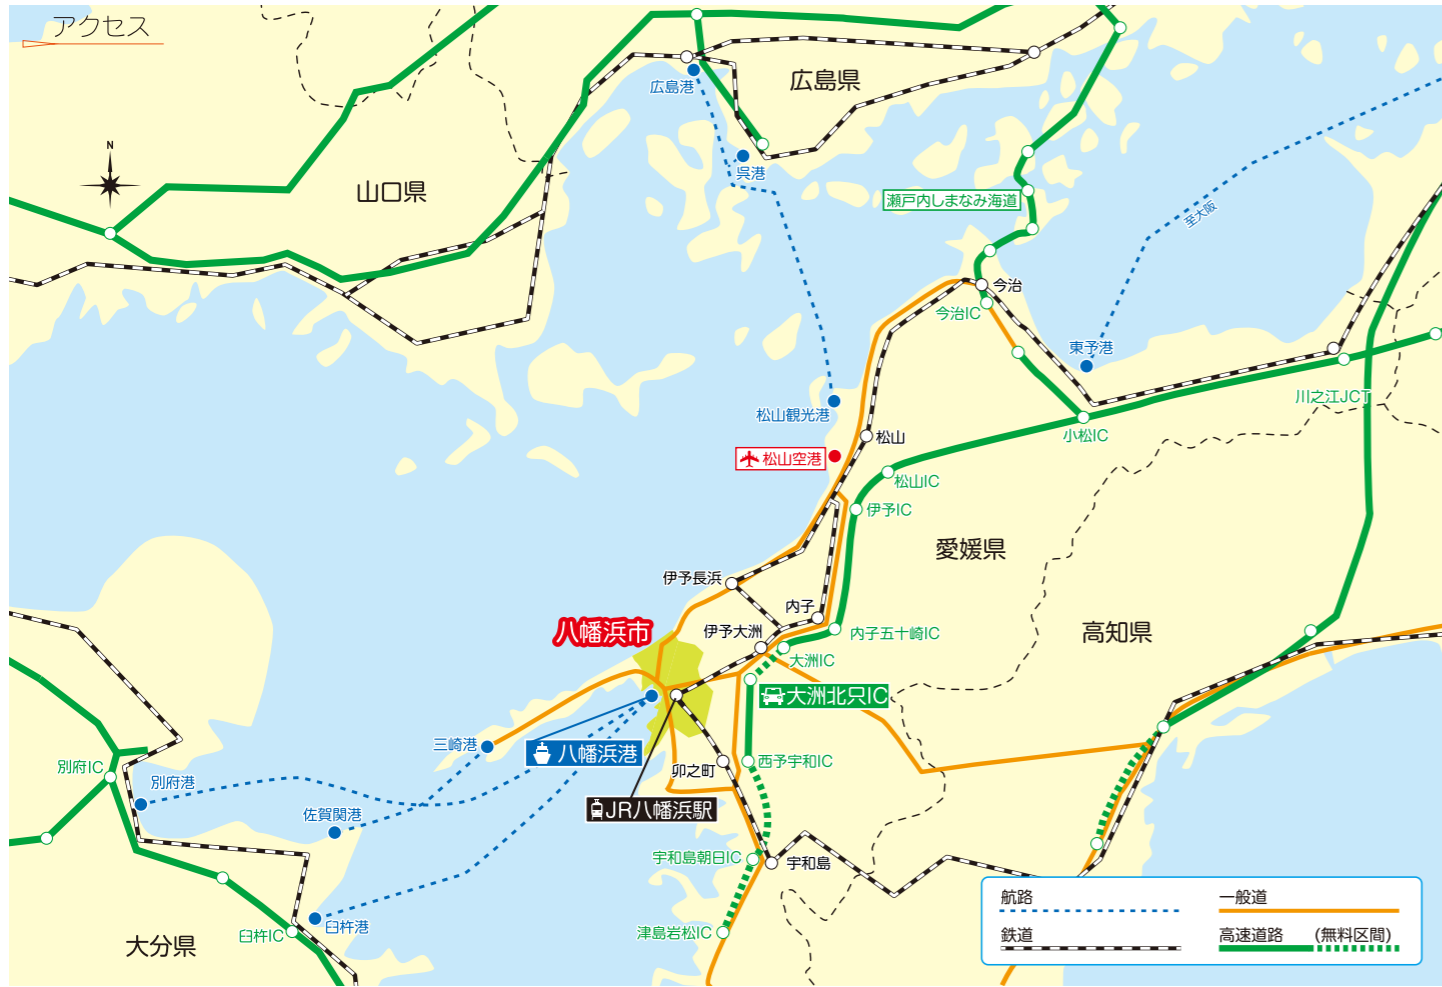 アクセス
広島県
広島港
N
呉港
山口県
瀬戸内しまなみ海道
至大阪
今治
今治IC
東予港
川之江JCT
松山観光港
小松IC
松山
松山空港
松山IC
伊予IC
愛媛県
伊予長浜
内子
八幡浜市
伊予大洲
内子五十崎IC
高知県
大洲IC
大洲北只IC
三崎港
八幡浜港
西予宇和IC
別府IC
卯之町
別府港
佐賀関港
JR八幡浜駅
宇和島朝日IC
宇和島
臼杵港
臼杵IC
津島岩松IC
大分県
航路
一般道
鉄道
高速道路
(無料区間)